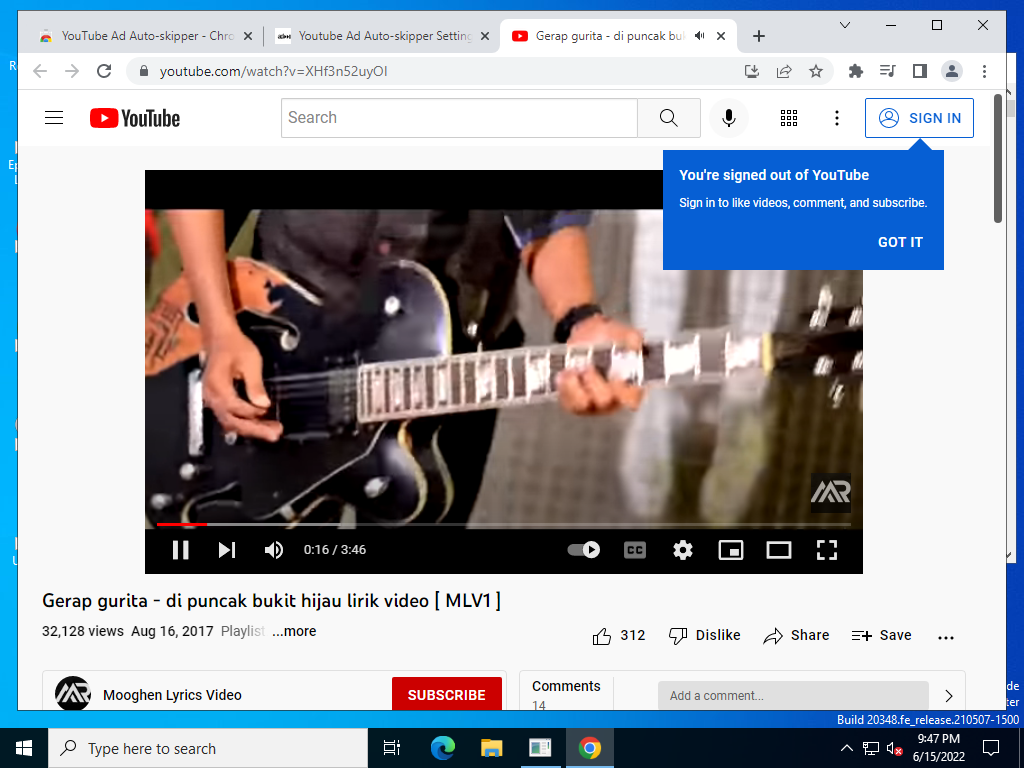 YouTube Ad Auto-skipper - Chro
Youtube Ad Auto-skipper Setting
Gerap gurita - di puncak buk
youtube.com/watch?v=XHf3n52uyOI
YouTube
Search
SIGN IN
You're signed out of YouTube
Sign in to like videos, comment, and subscribe.
GOT IT
MR
0:16 / 3:46
CC
Gerap gurita - di puncak bukit hijau lirik video [ MLV1 ]
32,128 views Aug 16, 2017 Playlist ...more
312 Dislike Share Save
Mooghen Lyrics Video
SUBSCRIBE
Comments
14
Add a comment...
Build 20348.fe_release.210507-1500
Type here to search
9:47 PM
6/15/2022